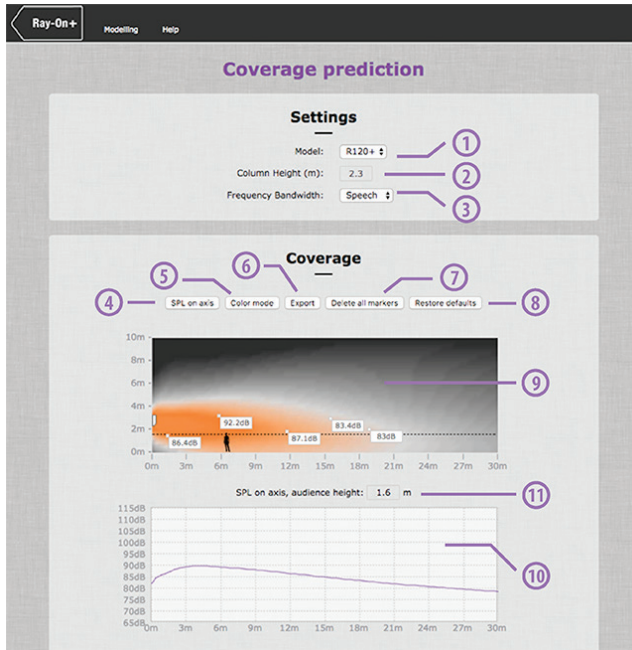 Ray-On+
Modelling Help
Coverage prediction
Settings
Model: R120+ 1
Column Height (m): 2.3 2
Frequency Bandwidth: Speech 3
Coverage
4 5 6 7 8
SPL on axis Color mode Export Delete all markers Restore defaults
10m
8m
6m 9
4m
2m
0m
92.2dB 83.4dB
86.4dB 87.1dB 83dB
0m 3m 6m 9m 12m 15m 18m 21m 24m 27m 30m
SPL on axis, audience height: 1.6 m 11
115dB
110dB
105dB
100dB
95dB
90dB 10
85dB
80dB
75dB
70dB
65dB
0m 3m 6m 9m 12m 15m 18m 21m 24m 27m 30m